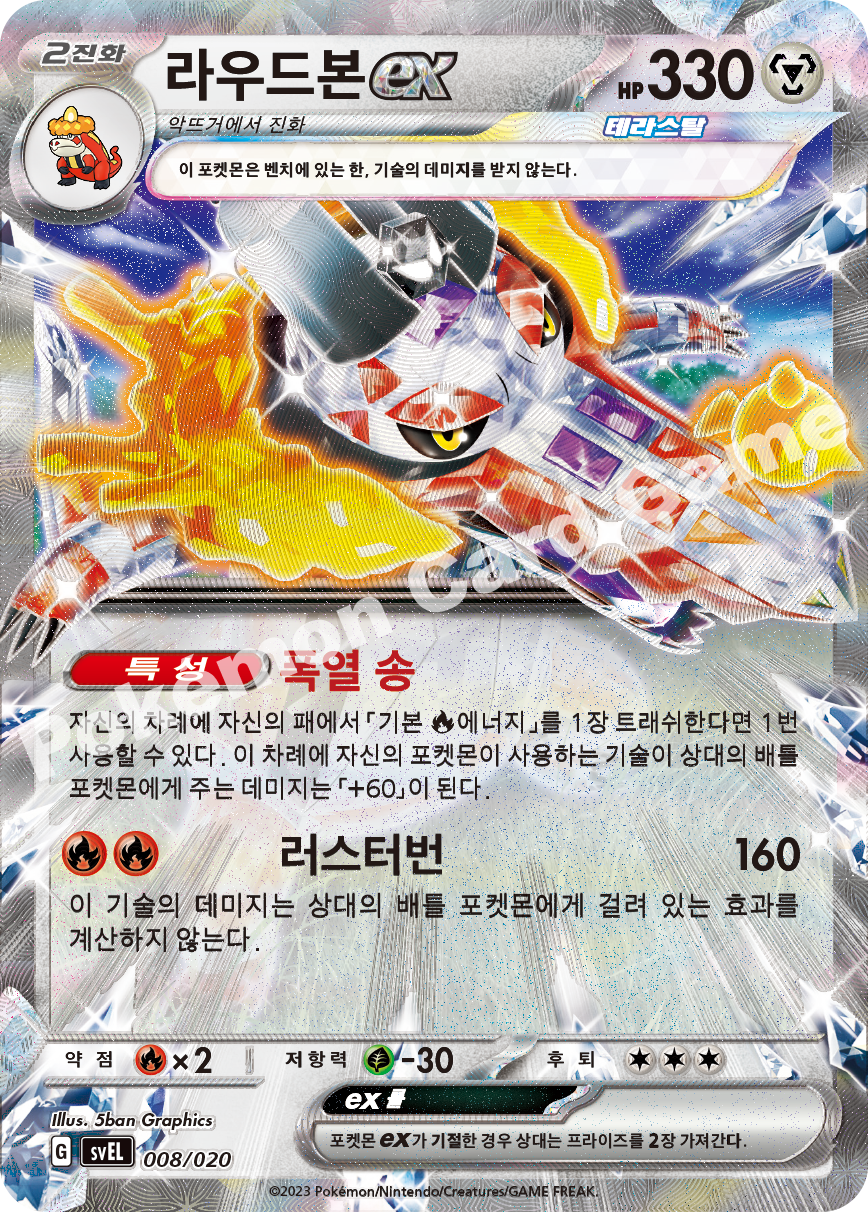 2진화
라우드본ex
HP 330
악뜨거에서 진화
테라스탈
이 포켓몬은 벤치에 있는 한, 기술의 데미지를 받지 않는다.
특성 폭열 송
자신의 차례에 자신의 패에서 「기본 에너지」를 1장 트래쉬한다면 1번
사용할 수 있다. 이 차례에 자신의 포켓몬이 사용하는 기술이 상대의 배틀
포켓몬에게 주는 데미지는 「+60」이 된다.
러스터번 160
이 기술의 데미지는 상대의 배틀 포켓몬에게 걸려 있는 효과를
계산하지 않는다.
약점 ×2 저항력 -30 후퇴
ex룰
포켓몬 ex가 기절한 경우 상대는 프라이즈를 2장 가져간다.
Illus. 5ban Graphics
G svEL 008/020
©2023 Pokémon/Nintendo/Creatures/GAME FREAK.
Pokémon Card Game